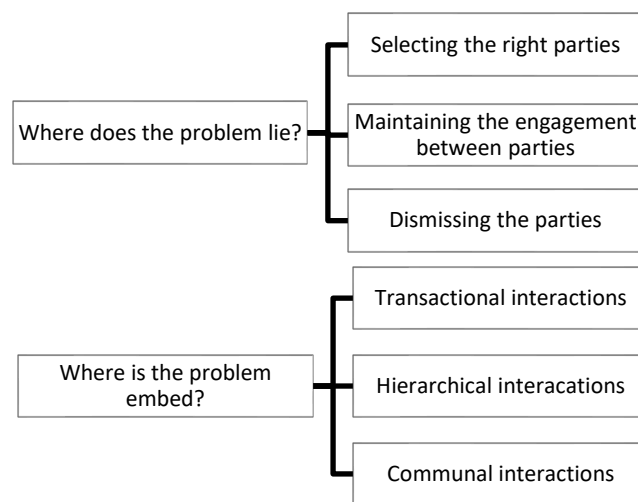 Where does the problem lie?
Selecting the right parties
Maintaining the engagement
between parties
Dismissing the parties
Where is the problem
embed?
Transactional interactions
Hierarchical interacations
Communal interactions